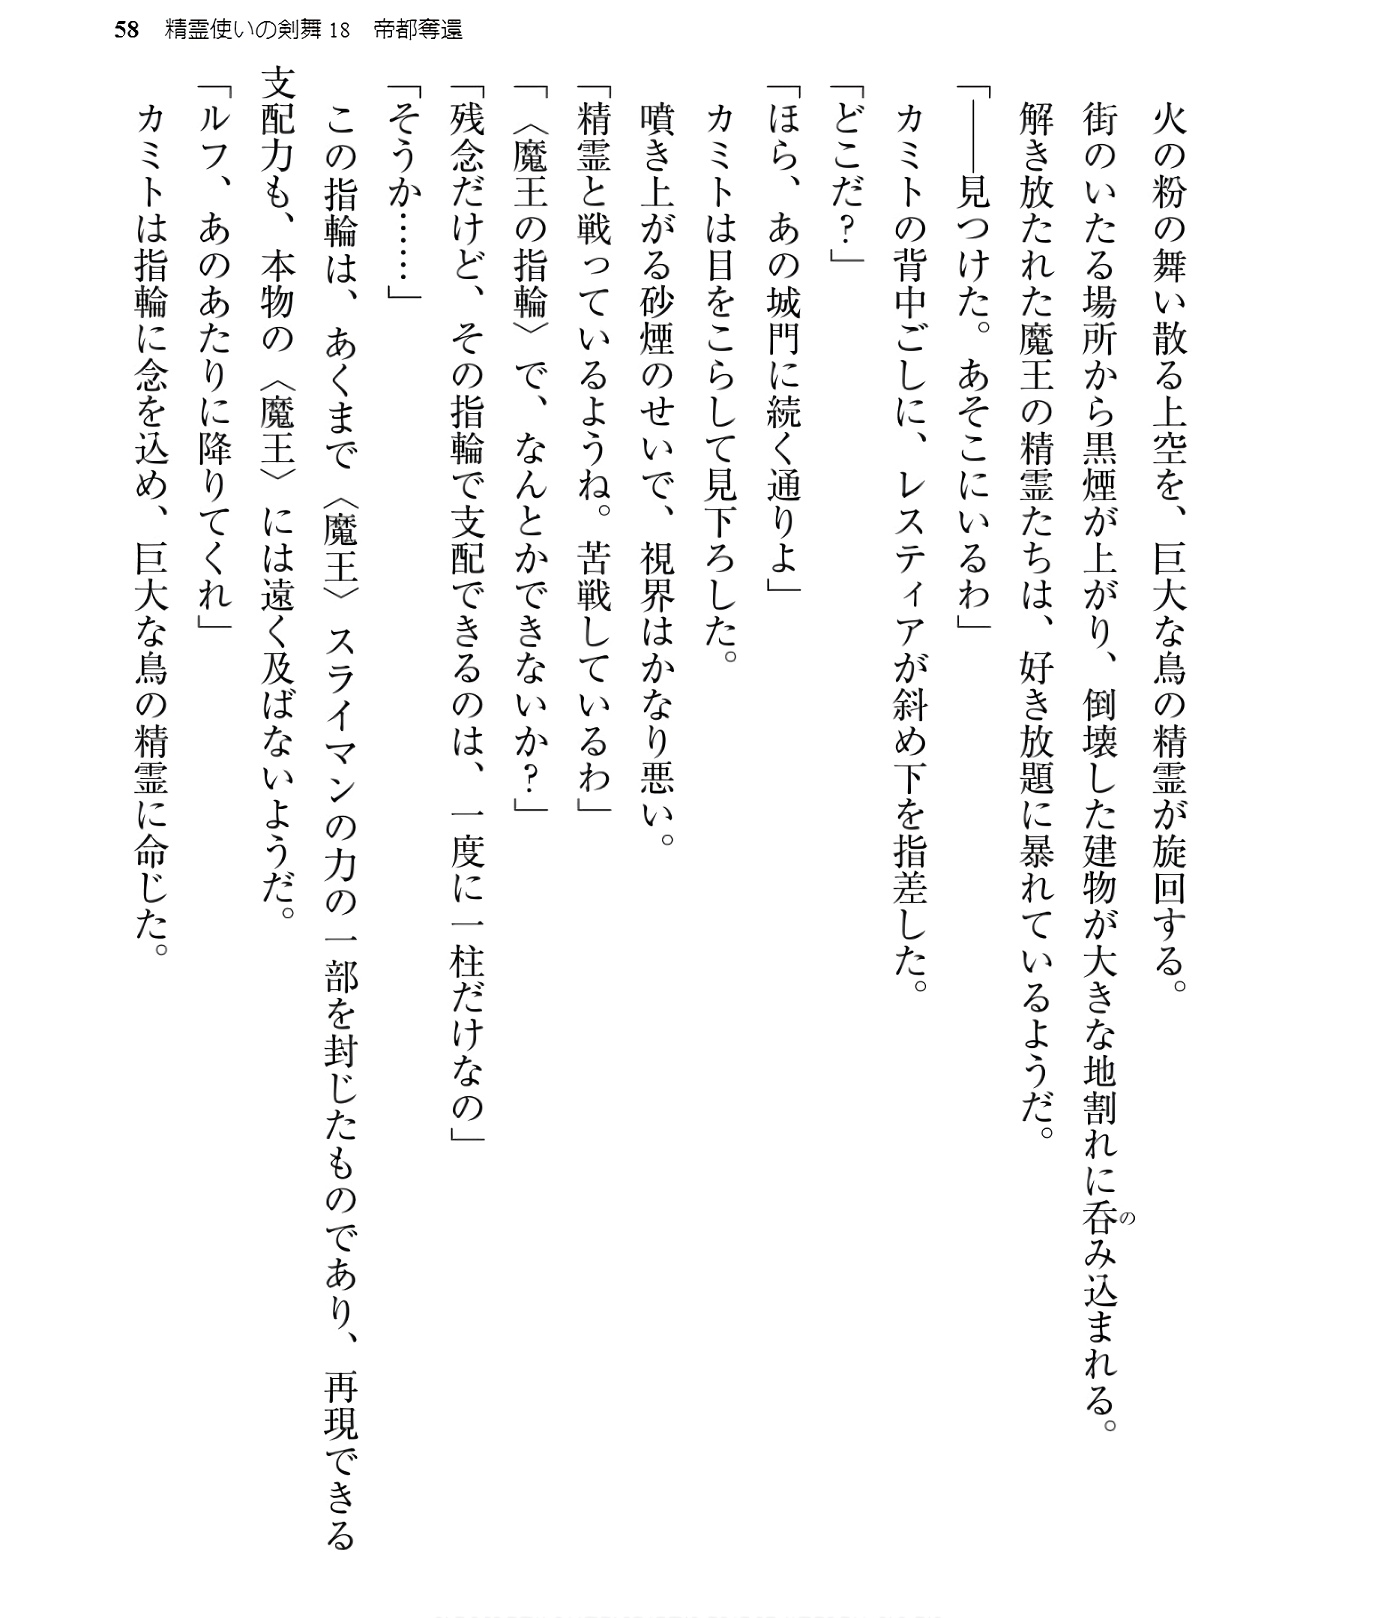 58　精霊使いの剣舞18　帝都奪還
火の粉の舞い散る上空を、巨大な鳥の精霊が旋回する。
街のいたる場所から黒煙が上がり、倒壊した建物が大きな地割れに呑み込まれる。
の
解き放たれた魔王の精霊たちは、好き放題に暴れているようだ。
「――見つけた。あそこにいるわ」
カミトの背中ごしに、レスティアが斜め下を指差した。
「どこだ？」
「ほら、あの城門に続く通りよ」
カミトは目をこらして見下ろした。
噴き上がる砂煙のせいで、視界はかなり悪い。
「精霊と戦っているようね。苦戦しているわ」
「〈魔王の指輪〉で、なんとかできないか？」
「残念だけど、その指輪で支配できるのは、一度に一柱だけなの」
「そうか……」
この指輪は、あくまで〈魔王〉スライマンの力の一部を封じたものであり、再現できる
支配力も、本物の〈魔王〉には遠く及ばないようだ。
「ルフ、あのあたりに降りてくれ」
カミトは指輪に念を込め、巨大な鳥の精霊に命じた。